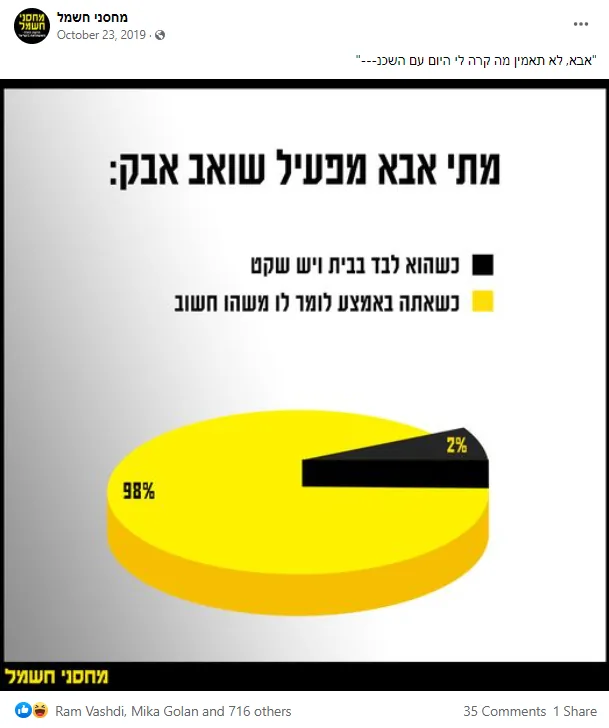 מחסני חשמל
October 23, 2019
"אבא, לא תאמין מה קרה לי היום עם השכנ---"
מתי אבא מפעיל שואב אבק:
כשהוא לבד בבית ויש שקט
כשאתה באמצע לומר לו משהו חשוב
2%
98%
מחסני חשמל
Ram Vashdi, Mika Golan and 716 others
35 Comments 1 Share